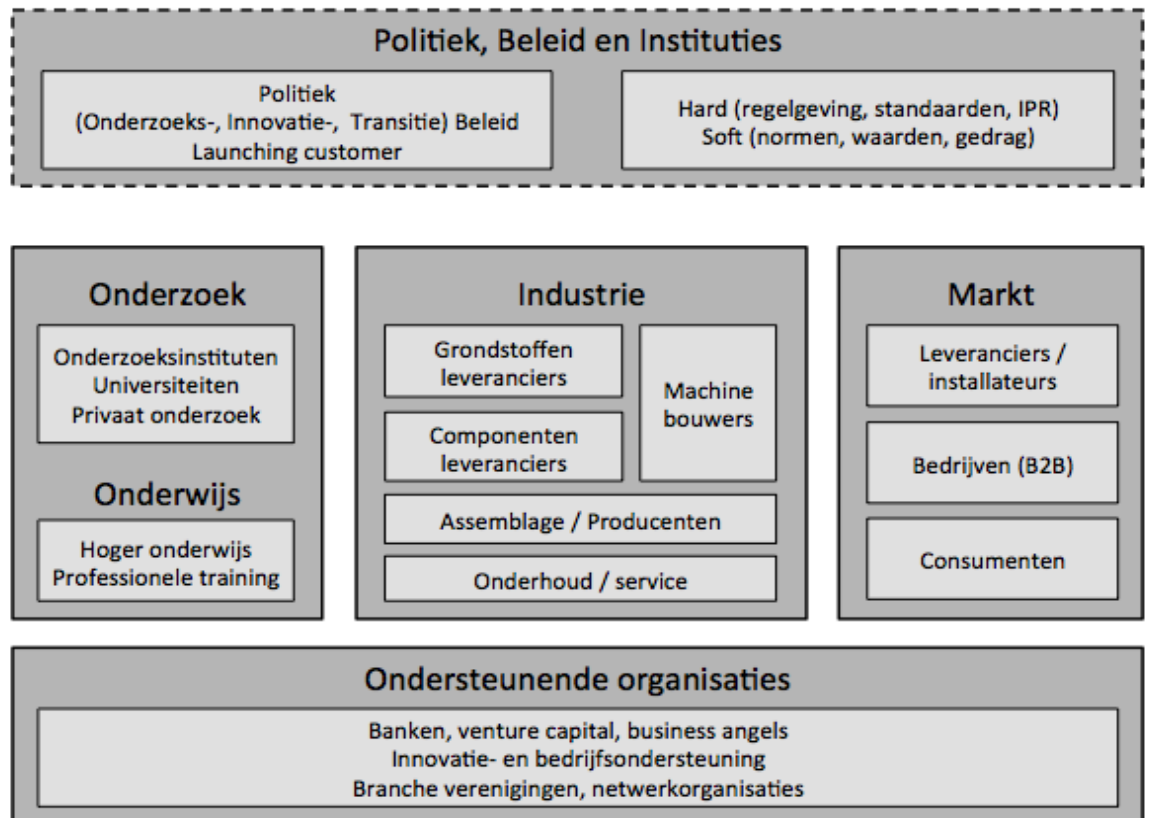 Politiek, Beleid en Instituties
Politiek
(Onderzoeks-, Innovatie-, Transitie) Beleid
Launching customer
Hard (regelgeving, standaarden, IPR)
Soft (normen, waarden, gedrag)
Onderzoek
Onderzoeksinstituten
Universiteiten
Privaat onderzoek
Onderwijs
Hoger onderwijs
Professionele training
Industrie
Grondstoffen
leveranciers
Machine
bouwers
Componenten
leveranciers
Assemblage / Producenten
Onderhoud / service
Markt
Leveranciers /
installateurs
Bedrijven (B2B)
Consumenten
Ondersteunende organisaties
Banken, venture capital, business angels
Innovatie- en bedrijfsondersteuning
Branche verenigingen, netwerkorganisaties